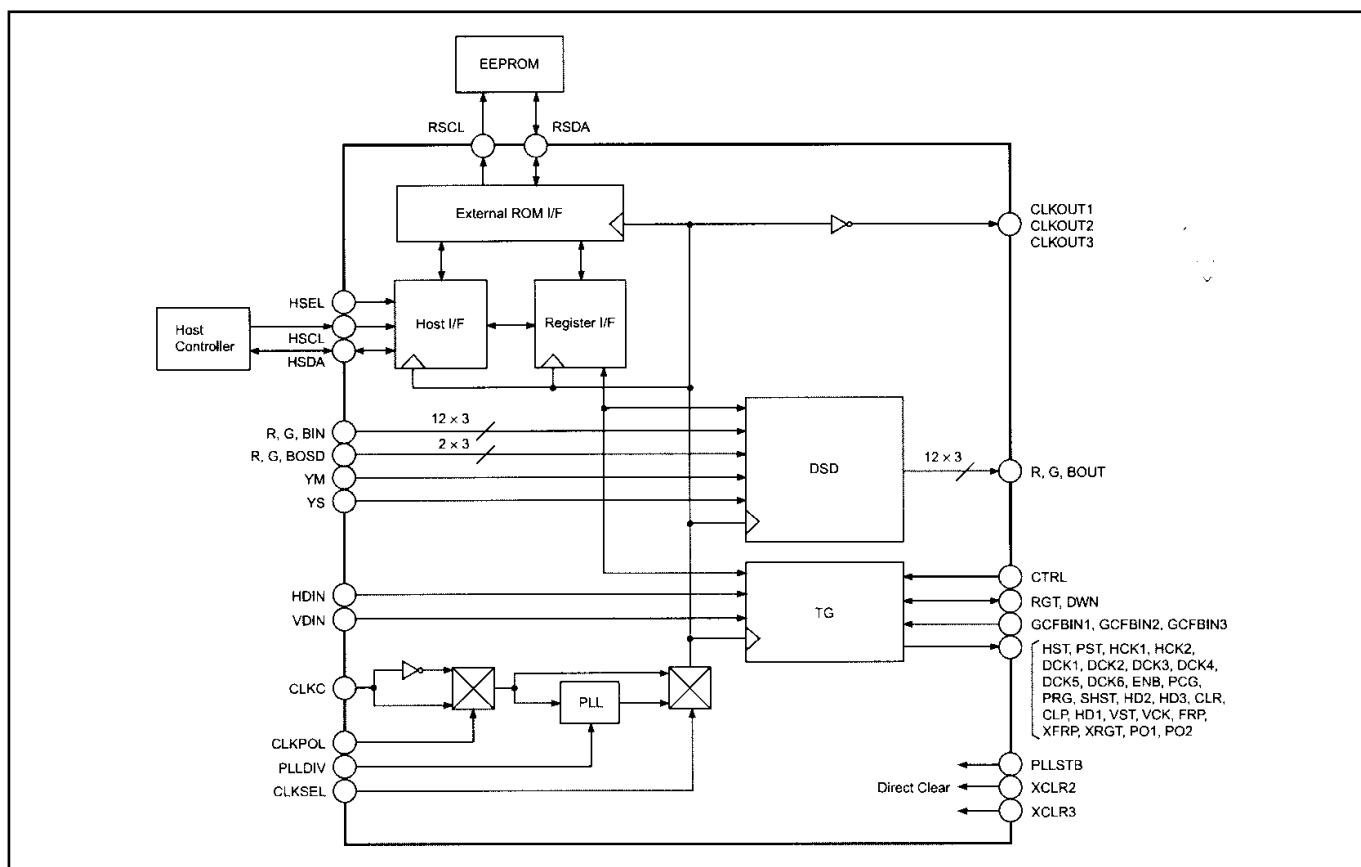 EEPROM
RSCL
RSDA
External ROM I/F
CLKOUT1
CLKOUT2
CLKOUT3
HSEL
Host
Controller
HSCL
HSDA
Host I/F
Register I/F
R, G, BIN
12 × 3
R, G, BOSD
2 × 3
YM
YS
DSD
12 × 3
R, G, BOUT
HDIN
VDIN
TG
CTRL
RGT, DWN
GCFBIN1, GCFBIN2, GCFBIN3
HST, PST, HCK1, HCK2,
DCK1, DCK2, DCK3, DCK4,
DCK5, DCK6, ENB, PCG,
PRG, SHST, HD2, HD3, CLR,
CLP, HD1, VST, VCK, FRP,
XFRP, XRGT, PO1, PO2
CLKC
PLL
CLKPOL
PLLDIV
CLKSEL
PLLSTB
Direct Clear
XCLR2
XCLR3